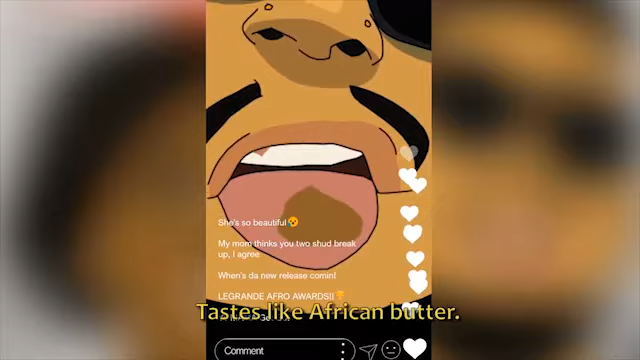 She's so beautiful😢
My mom thinks you two shud break
up, I agree
When's da new release comin!
LEGRANDE AFRO AWARDS!!🏆
Tastes like African butter.
Comment